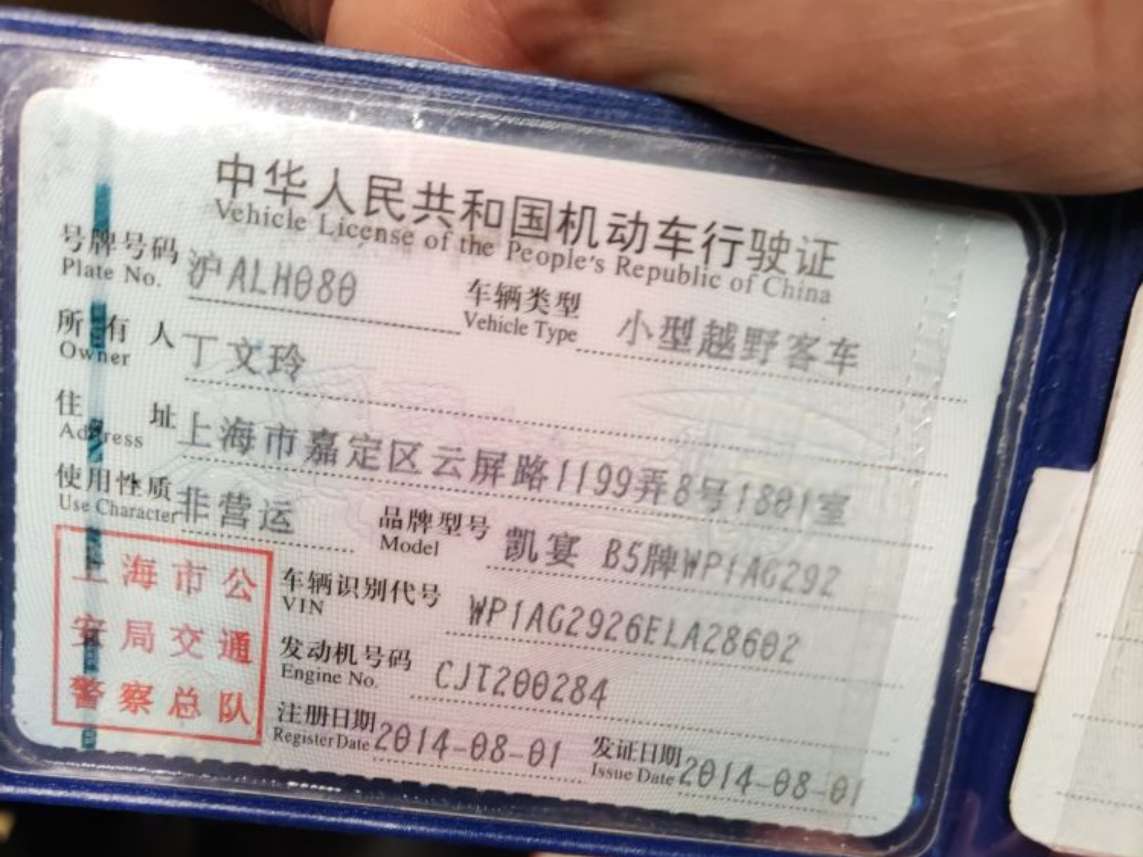 中华人民共和国机动车行驶证
Vehicle License of the People's Republic of China
号牌号码 沪ALH080 车辆类型 小型越野客车
Plate No. Vehicle Type
所有人 丁文玲
Owner
住址 上海市嘉定区云屏路1199弄8号1801室
Address
使用性质 非营运 品牌型号 凯宴 B5牌WP1AG292
Use Character Model
上海市公
安局交通
警察总队
车辆识别代号 WP1AG2926ELA28602
VIN
发动机号码 CJT200284
Engine No.
注册日期 2014-08-01 发证日期 2014-08-01
Register Date Issue Date